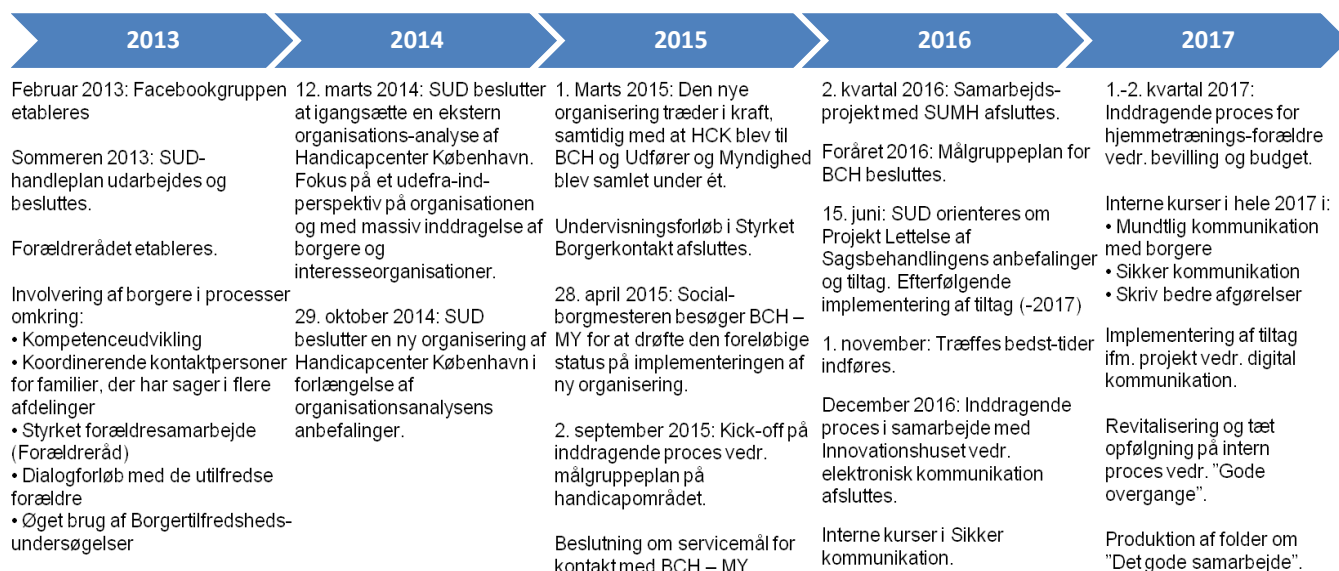 2013
2014
2015
2016
2017
Februar 2013: Facebookgruppen
etableres
Sommeren 2013: SUD-
handleplan udarbejdes og
besluttes.
Forældrerådet etableres.
Involvering af borgere i processer
omkring:
• Kompetenceudvikling
• Koordinerende kontaktpersoner
for familier, der har sager i flere
afdelinger
• Styrket forældresamarbejde
(Forældreråd)
• Dialogforløb med de utilfredse
forældre
• Øget brug af Borgertilfredsheds-
undersøgelser
12. marts 2014: SUD beslutter
at igangsætte en ekstern
organisations-analyse af
Handicapcenter København.
Fokus på et udefra-ind-
perspektiv på organisationen
og med massiv inddragelse af
borgere og
interesseorganisationer.
29. oktober 2014: SUD
beslutter en ny organisering af
Handicapcenter København i
forlængelse af
organisationsanalysens
anbefalinger.
1. Marts 2015: Den nye
organisering træder i kraft,
samtidig med at HCK blev til
BCH og Udfører og Myndighed
blev samlet under ét.
Undervisningsforløb i Styrket
Borgerkontakt afsluttes.
28. april 2015: Social-
borgmesteren besøger BCH –
MY for at drøfte den foreløbige
status på implementeringen af
ny organisering.
2. september 2015: Kick-off på
inddragende proces vedr.
målgruppeplan på
handicapområdet.
Beslutning om servicemål for
kontakt med BCH – MY
2. kvartal 2016: Samarbejds-
projekt med SUMH afsluttes.
Foråret 2016: Målgruppeplan for
BCH besluttes.
15. juni: SUD orienteres om
Projekt Lettelse af
Sagsbehandlingens anbefalinger
og tiltag. Efterfølgende
implementering af tiltag (-2017)
1. november: Træffes bedst-tider
indføres.
December 2016: Inddragende
proces i samarbejde med
Innovationshuset vedr.
elektronisk kommunikation
afsluttes.
Interne kurser i Sikker
kommunikation.
1.-2. kvartal 2017:
Inddragende proces for
hjemmetrænings-forældre
vedr. bevilling og budget.
Interne kurser i hele 2017 i:
• Mundtlig kommunikation
med borgere
• Sikker kommunikation
• Skriv bedre afgørelser
Implementering af tiltag
ifm. projekt vedr. digital
kommunikation.
Revitalisering og tæt
opfølgning på intern
proces vedr. ”Gode
overgange”.
Produktion af folder om
”Det gode samarbejde”.